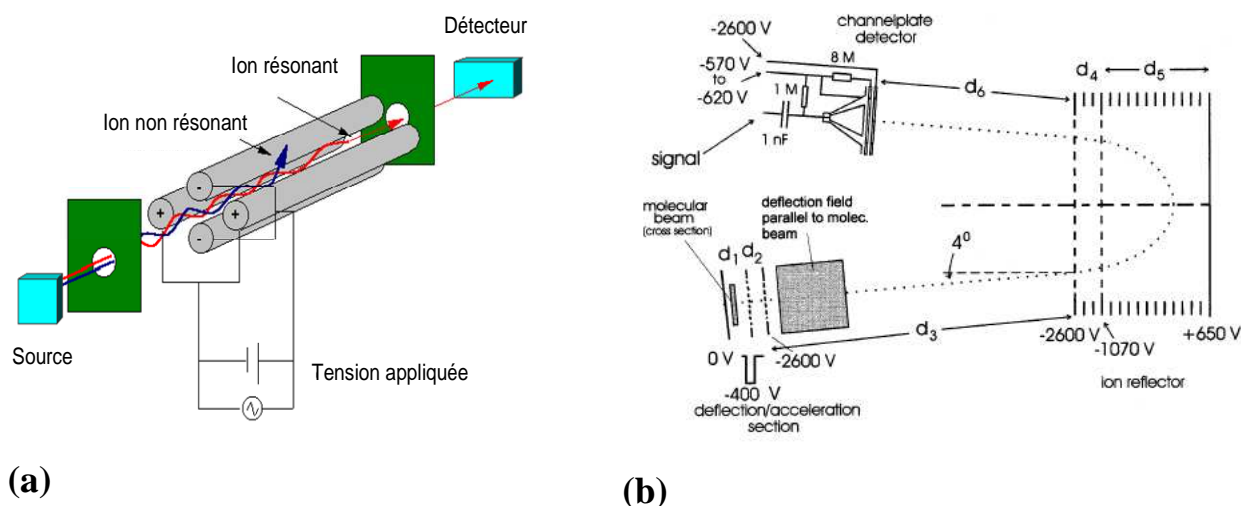 Détecteur
Ion résonant
Ion non résonant
-
+
+
-
Source
Tension appliquée
(a)
channelplate
detector
-2600 V
8 M
-570 V
to
-620 V
1 M
1 nF
signal
d6
d4
d5
molecular
beam
(cross section)
deflection field
parallel to molec.
beam
4⁰
d1
d2
d3
0 V
-2600 V
-400 V
deflection/acceleration
section
-2600 V
-1070 V
+650 V
ion reflector
(b)